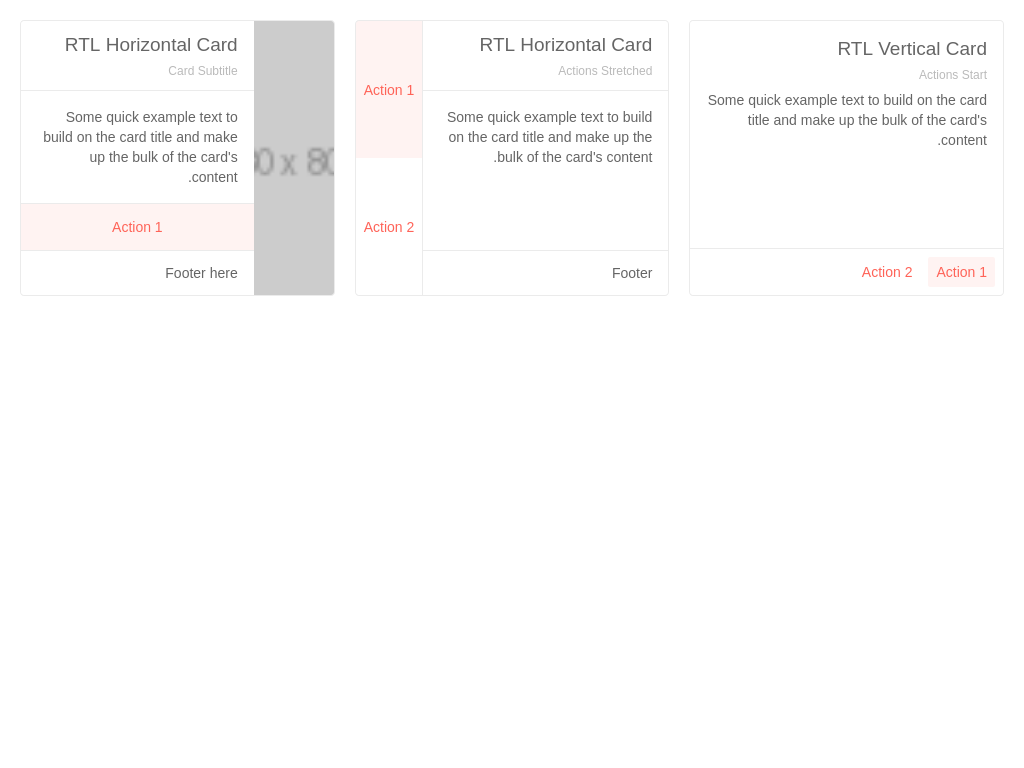 RTL Horizontal Card
Card Subtitle
Some quick example text to
build on the card title and make
up the bulk of the card's
.content
Action 1
Footer here
0 x 80
RTL Horizontal Card
Actions Stretched
Some quick example text to build
on the card title and make up the
.bulk of the card's content
Action 1
Action 2
Footer
RTL Vertical Card
Actions Start
Some quick example text to build on the card
title and make up the bulk of the card's
.content
Action 2
Action 1